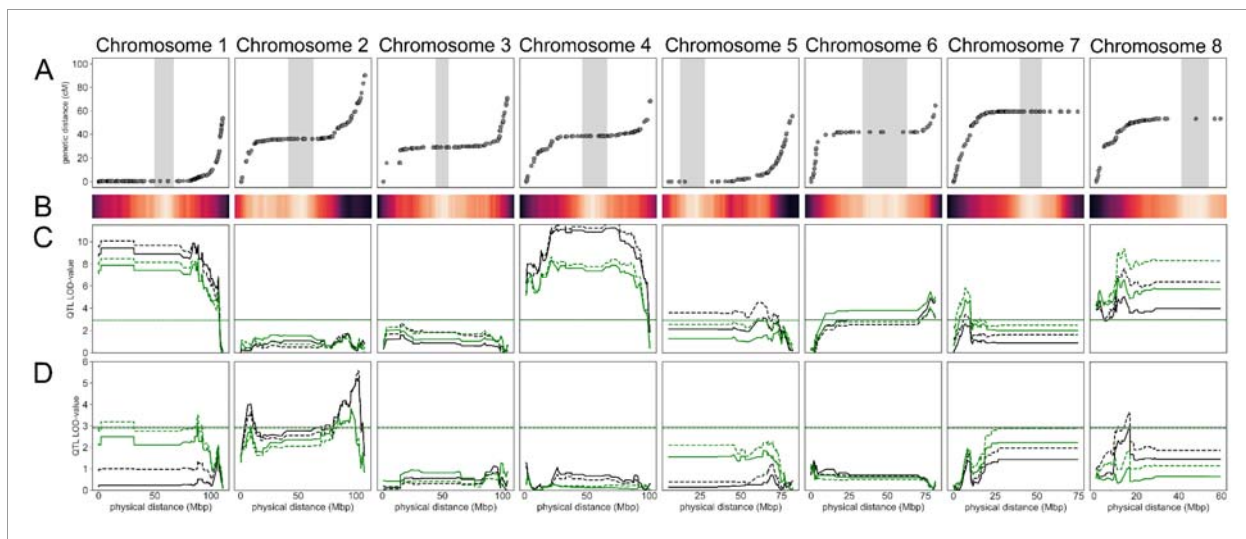 Chromosome 1 Chromosome 2 Chromosome 3 Chromosome 4 Chromosome 5 Chromosome 6 Chromosome 7 Chromosome 8
A
100
80
60
40
20
0
genetic distance (cM)
B
C
10
8
6
4
2
0
QTL LOD-value
D
6
5
4
3
2
1
0
QTL LOD-value
0 50 100 0 50 100 0 50 100 0 50 100 25 50 75 0 25 50 75 0 25 50 75 0 20 40 60
physical distance (Mbp) physical distance (Mbp) physical distance (Mbp) physical distance (Mbp) physical distance (Mbp) physical distance (Mbp) physical distance (Mbp) physical distance (Mbp)